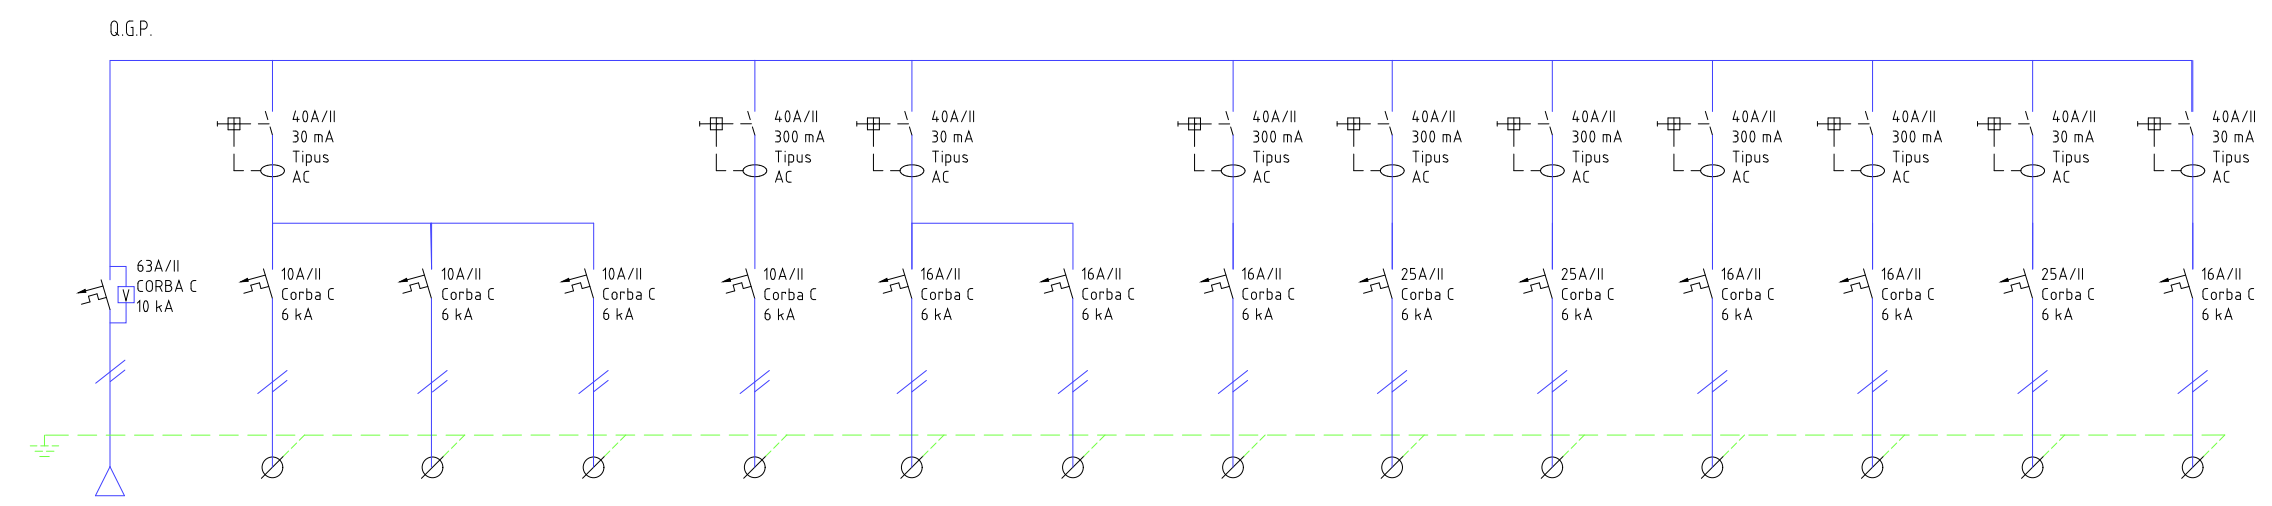 Q.G.P.
40A/II
30 mA
Tipus
AC
40A/II
300 mA
Tipus
AC
40A/II
30 mA
Tipus
AC
40A/II
300 mA
Tipus
AC
40A/II
300 mA
Tipus
AC
40A/II
300 mA
Tipus
AC
40A/II
300 mA
Tipus
AC
40A/II
300 mA
Tipus
AC
40A/II
30 mA
Tipus
AC
40A/II
30 mA
Tipus
AC
63A/II
CORBA C
10 kA
V
10A/II
Corba C
6 kA
10A/II
Corba C
6 kA
10A/II
Corba C
6 kA
10A/II
Corba C
6 kA
16A/II
Corba C
6 kA
16A/II
Corba C
6 kA
16A/II
Corba C
6 kA
25A/II
Corba C
6 kA
25A/II
Corba C
6 kA
16A/II
Corba C
6 kA
16A/II
Corba C
6 kA
25A/II
Corba C
6 kA
16A/II
Corba C
6 kA